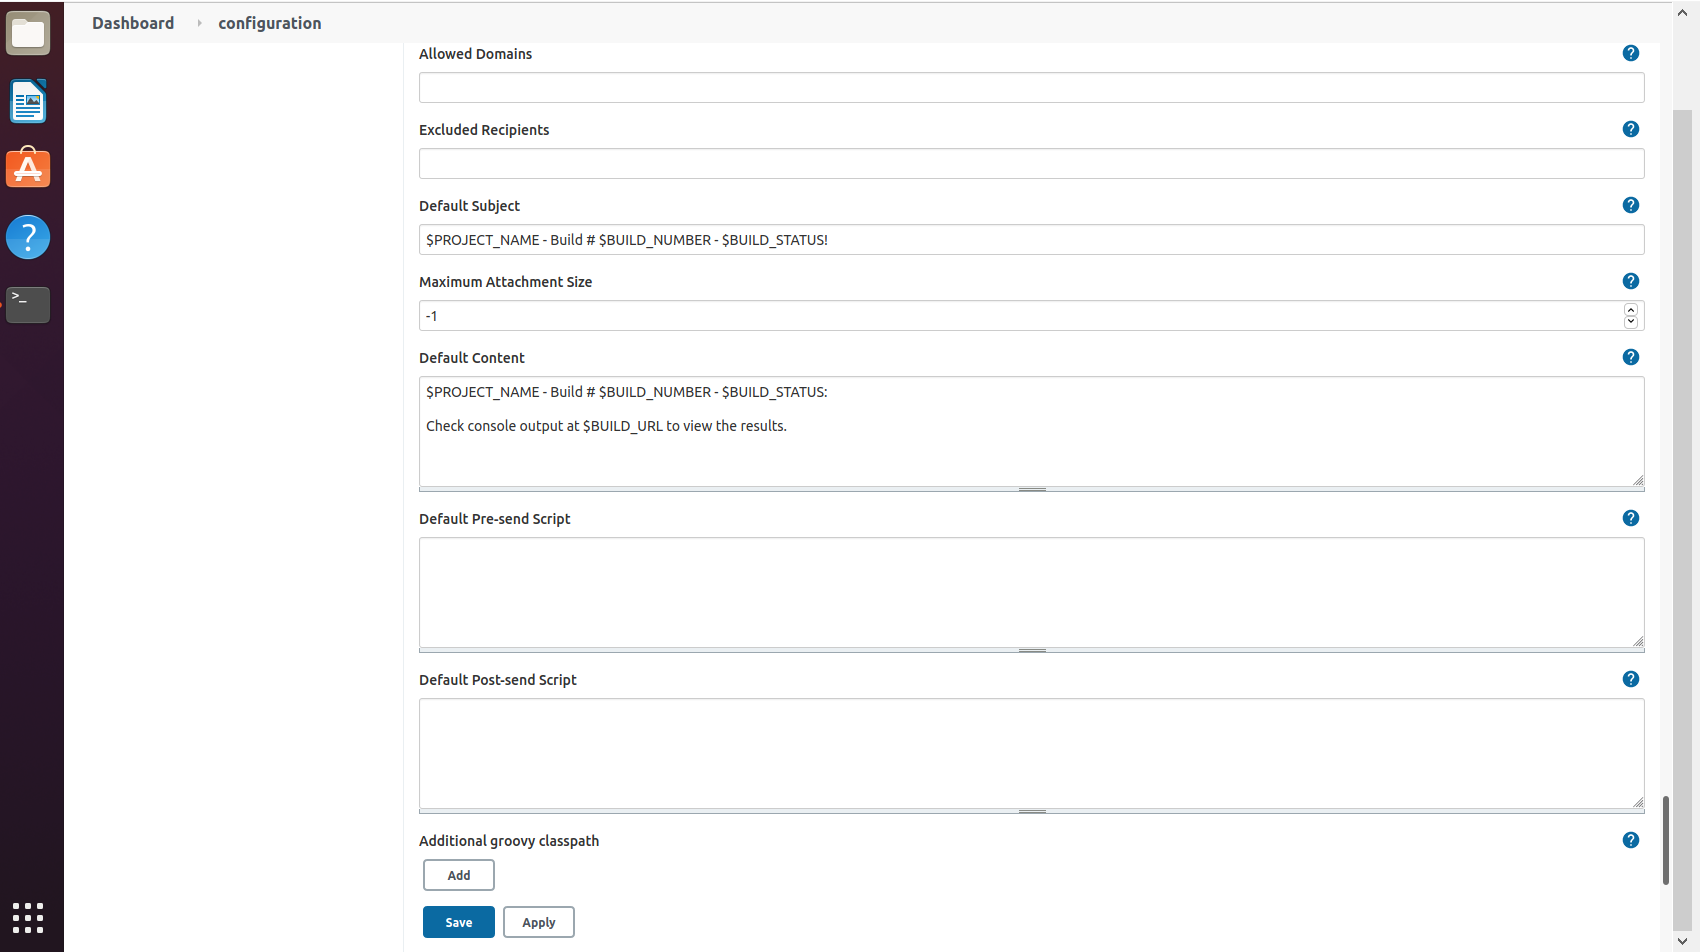 Dashboard
configuration
Allowed Domains
?
Excluded Recipients
?
Default Subject
?
$PROJECT_NAME - Build # $BUILD_NUMBER - $BUILD_STATUS!
Maximum Attachment Size
?
-1
Default Content
?
$PROJECT_NAME - Build # $BUILD_NUMBER - $BUILD_STATUS:
Check console output at $BUILD_URL to view the results.
Default Pre-send Script
?
Default Post-send Script
?
Additional groovy classpath
?
Add
Save
Apply
A
?
>_